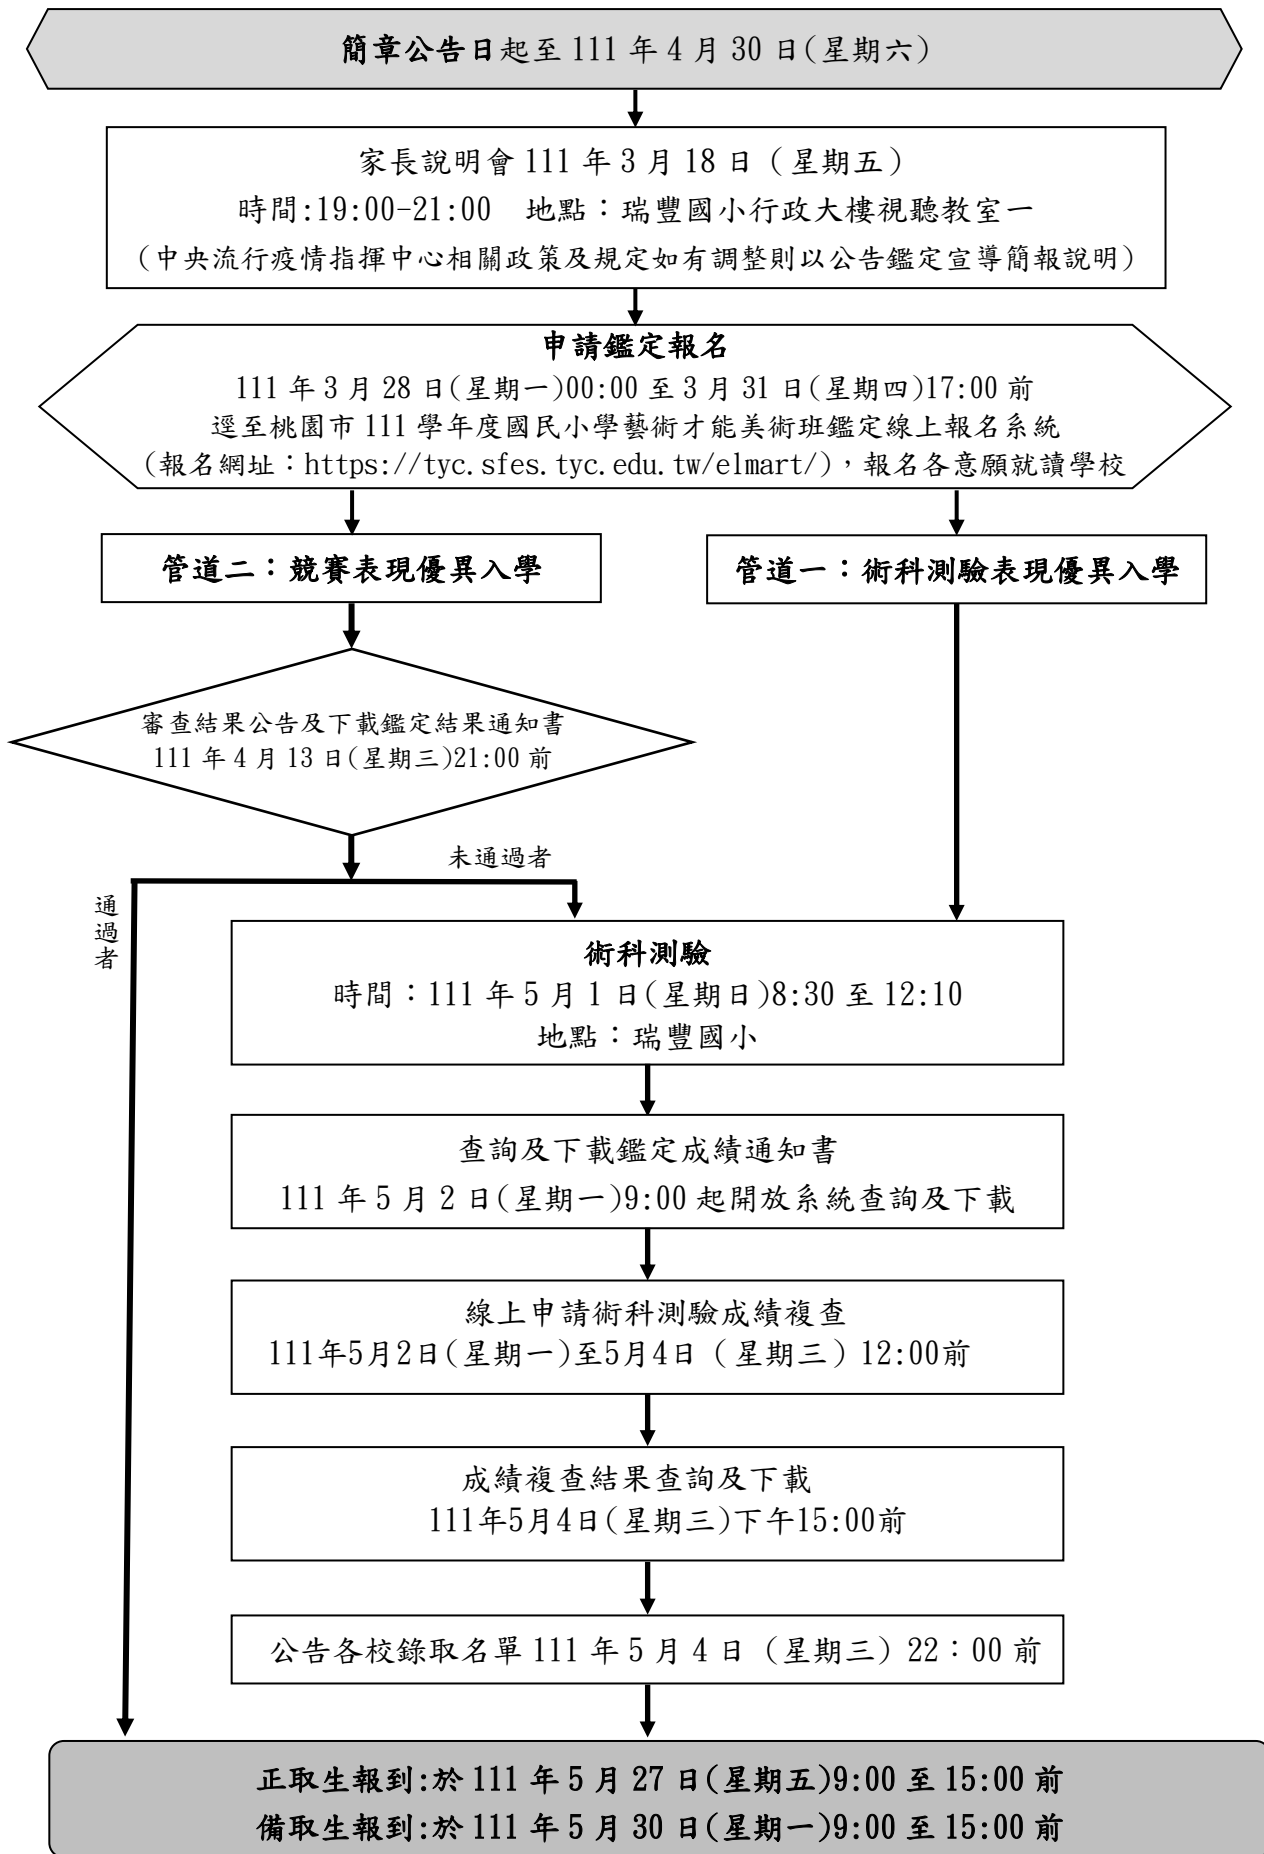 簡章公告日起至 111 年 4 月 30 日(星期六)
家長說明會 111 年 3 月 18 日（星期五）
時間:19:00-21:00　地點：瑞豐國小行政大樓視聽教室一
（中央流行疫情指揮中心相關政策及規定如有調整則以公告鑑定宣導簡報說明）
申請鑑定報名
111 年 3 月 28 日(星期一)00:00 至 3 月 31 日(星期四)17:00 前
逕至桃園市 111 學年度國民小學藝術才能美術班鑑定線上報名系統
（報名網址：https://tyc.sfes.tyc.edu.tw/elmart/)，報名各意願就讀學校
管道二：競賽表現優異入學
管道一：術科測驗表現優異入學
審查結果公告及下載鑑定結果通知書
111 年 4 月 13 日(星期三)21:00 前
未通過者
通過者
術科測驗
時間：111 年 5 月 1 日(星期日)8:30 至 12:10
地點：瑞豐國小
查詢及下載鑑定成績通知書
111 年 5 月 2 日(星期一)9:00 起開放系統查詢及下載
線上申請術科測驗成績複查
111年5月2日(星期一)至5月4日（星期三）12:00前
成績複查結果查詢及下載
111年5月4日(星期三)下午15:00前
公告各校錄取名單 111 年 5 月 4 日（星期三）22：00 前
正取生報到:於 111 年 5 月 27 日(星期五)9:00 至 15:00 前
備取生報到:於 111 年 5 月 30 日(星期一)9:00 至 15:00 前